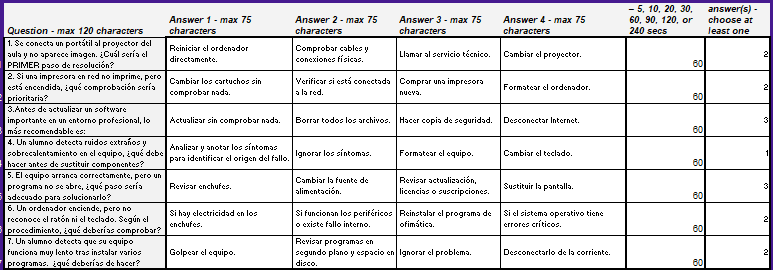 Question - max 120 characters
Answer 1 - max 75 characters
Answer 2 - max 75 characters
Answer 3 - max 75 characters
Answer 4 - max 75 characters
– 5, 10, 20, 30, 60, 90, 120, or 240 secs
answer(s) - choose at least one
1. Se conecta un portátil al proyector del aula y no aparece imagen. ¿Cuál sería el PRIMER paso de resolución?
Reiniciar el ordenador directamente.
Comprobar cables y conexiones físicas.
Llamar al servicio técnico.
Cambiar el proyector.
60
2
2. Si una impresora en red no imprime, pero está encendida, ¿qué comprobación sería prioritaria?
Cambiar los cartuchos sin comprobar nada.
Verificar si está conectada a la red.
Comprar una impresora nueva.
Formatear el ordenador.
60
2
3.Antes de actualizar un software importante en un entorno profesional, lo más recomendable es:
Actualizar sin comprobar nada.
Borrar todos los archivos.
Hacer copia de seguridad.
Desconectar Internet.
60
3
4. Un alumno detecta ruidos extraños y sobrecalentamiento en el equipo, ¿qué debe hacer antes de sustituir componentes?
Analizar y anotar los síntomas para identificar el origen del fallo.
Ignorar los síntomas.
Formatear el equipo.
Cambiar el teclado.
60
1
5. El equipo arranca correctamente, pero un programa no se abre, ¿qué paso sería adecuado para solucionarlo?
Revisar enchufes.
Cambiar la fuente de alimentación.
Revisar actualización, licencias o suscripciones.
Sustituir la pantalla.
60
3
6. Un ordenador enciende, pero no reconoce el ratón ni el teclado. Según el procedimiento, ¿qué deberías comprobar?
Si hay electricidad en los enchufes.
Si funcionan los periféricos o existe fallo interno.
Reinstalar el programa de ofimática.
Si el sistema operativo tiene errores críticos.
60
2
7. Un alumno detecta que su equipo funciona muy lento tras instalar varios programas. ¿qué deberías de hacer?
Golpear el equipo.
Revisar programas en segundo plano y espacio en disco.
Ignorar el problema.
Desconectarlo de la corriente.
60
2